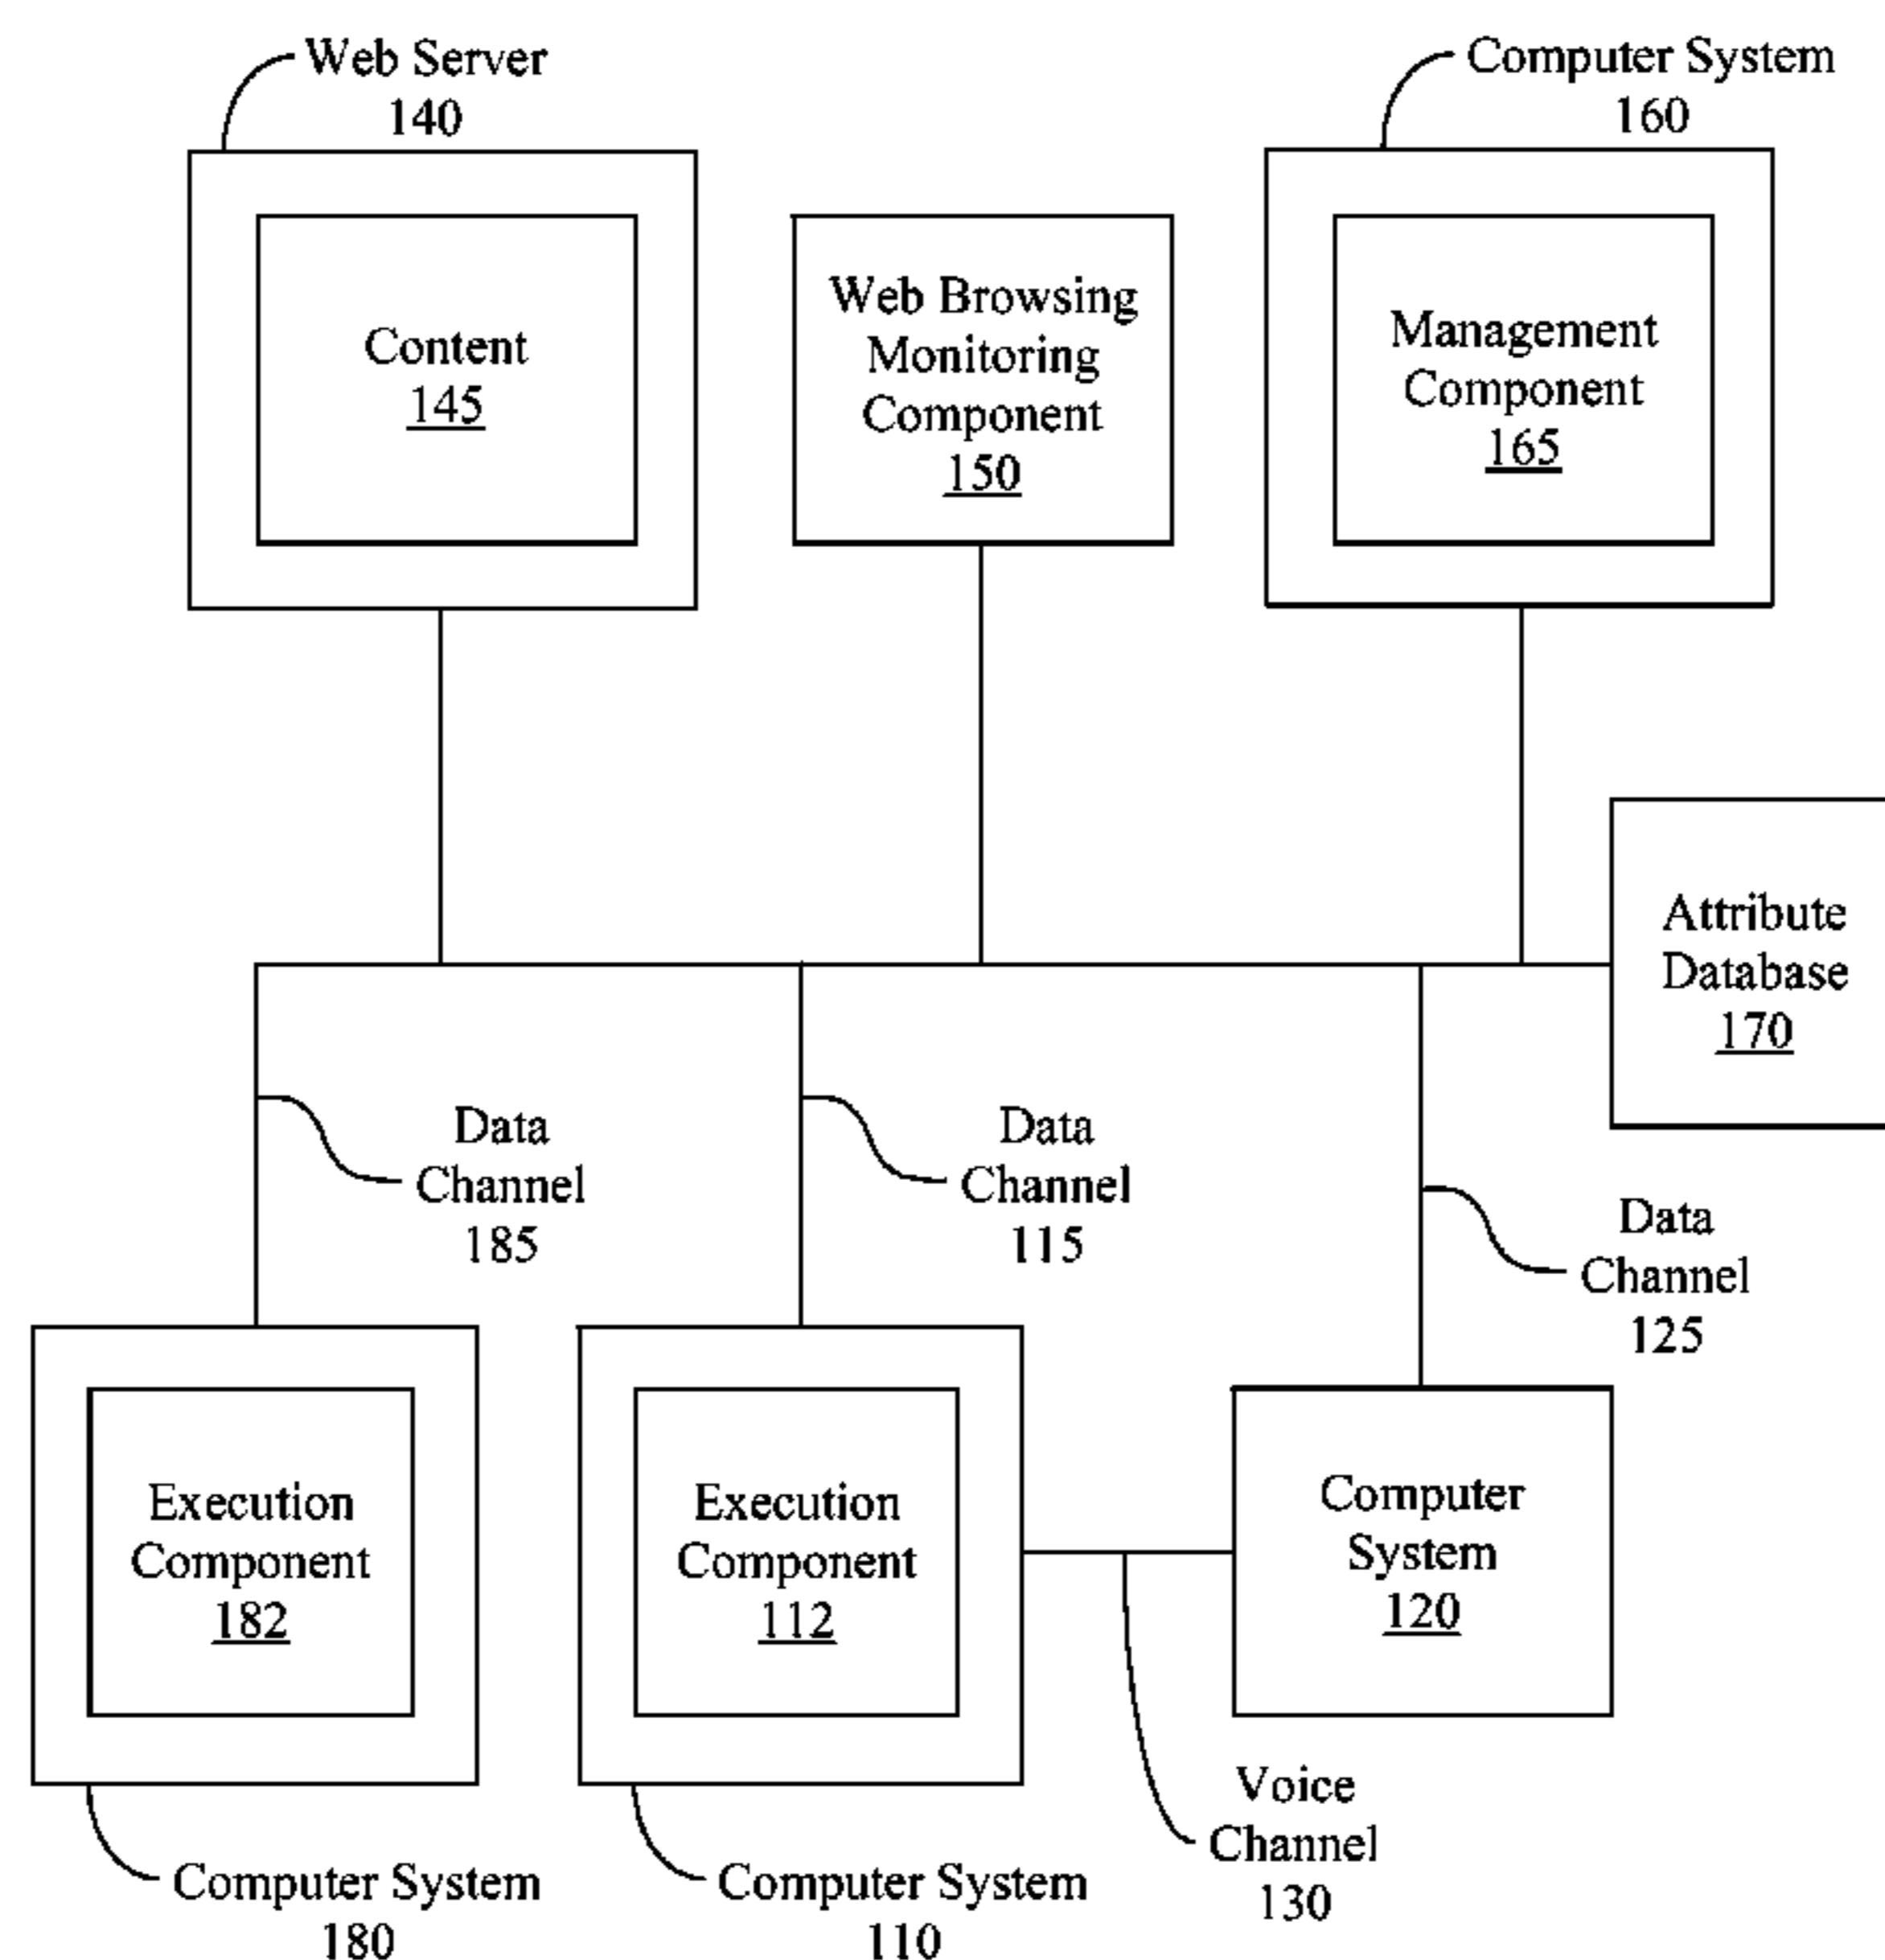 Web Server
140
Computer System
160
Content
145
Web Browsing
Monitoring
Component
150
Management
Component
165
Attribute
Database
170
Data
Channel
185
Data
Channel
115
Data
Channel
125
Execution
Component
182
Execution
Component
112
Computer
System
120
Voice
Channel
130
Computer System
180
Computer System
110